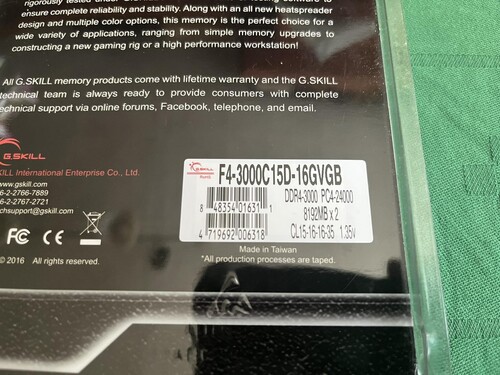 ensure complete reliability and stability. Along with an all new heatspreader
design and multiple color options, this memory is the perfect choice for a
wide variety of applications, ranging from simple memory upgrades to
constructing a new gaming rig or a high performance workstation!
All G.SKILL memory products come with lifetime warranty and the G.SKILL
technical team is always ready to provide consumers with complete
technical support via online forums, Facebook, telephone, and email.
G.SKILL
SKILL International Enterprise Co., Ltd.
www.gskill.com
6-2-2766-7889
6-2-2767-2721
techsupport@gskill.com
FC CE
© 2016 All rights reserved.
F4-3000C15D-16GVGB
DDR4-3000 PC4-24000
8192MB x 2
CL15-16-16-35 1.35V
8 48354 01631 1
4 719692 006318
Made in Taiwan
*All production processes are taped.